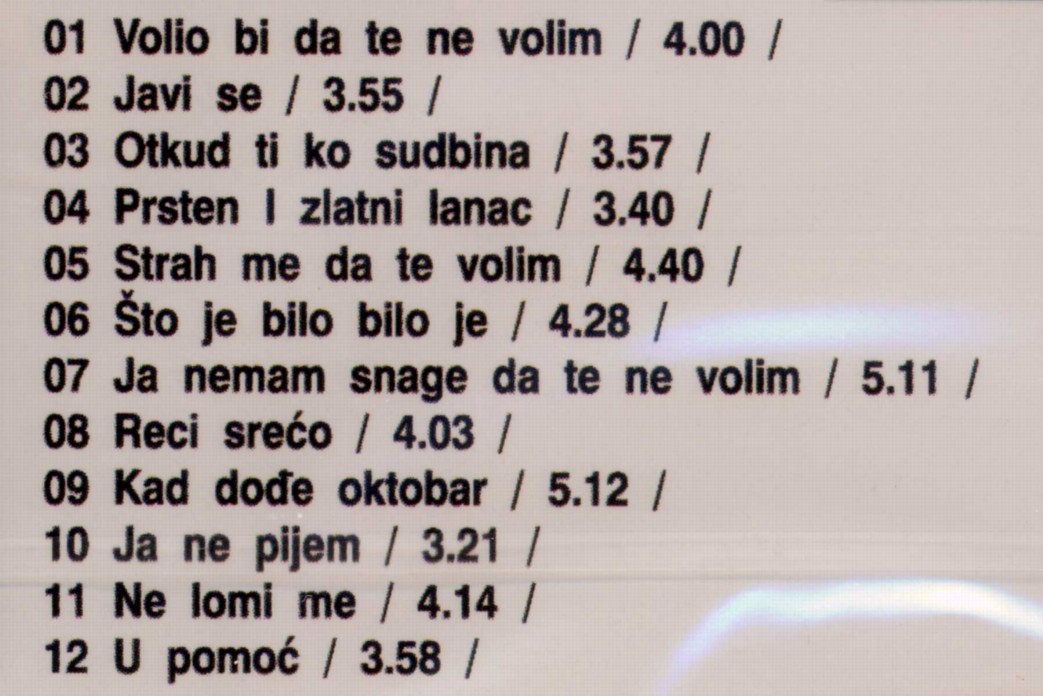 01 Volio bi da te ne volim / 4.00 /
02 Javi se / 3.55 /
03 Otkud ti ko sudbina / 3.57 /
04 Prsten I zlatni lanac / 3.40 /
05 Strah me da te volim / 4.40 /
06 Što je bilo bilo je / 4.28 /
07 Ja nemam snage da te ne volim / 5.11 /
08 Reci srećo / 4.03 /
09 Kad dođe oktobar / 5.12 /
10 Ja ne pijem / 3.21 /
11 Ne lomi me / 4.14 /
12 U pomoć / 3.58 /